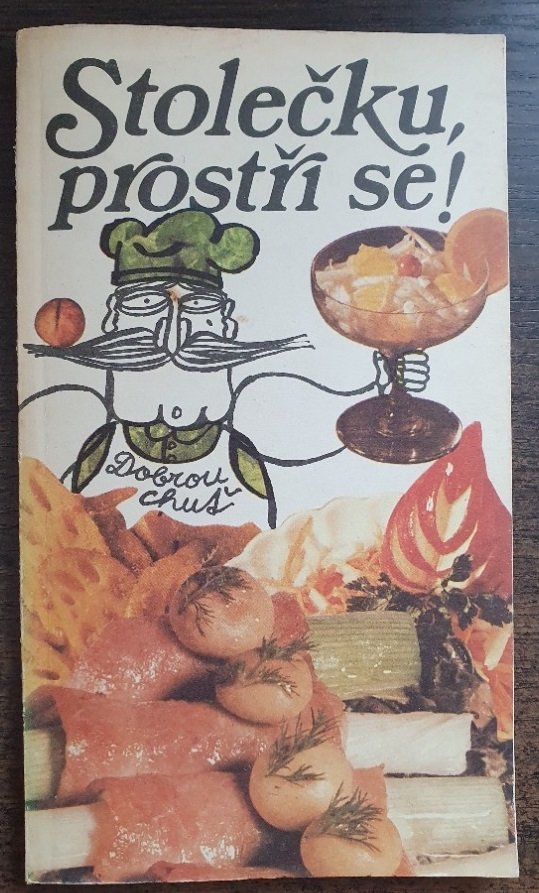 Stolečku,
prostři se!
Dobrou
chuť